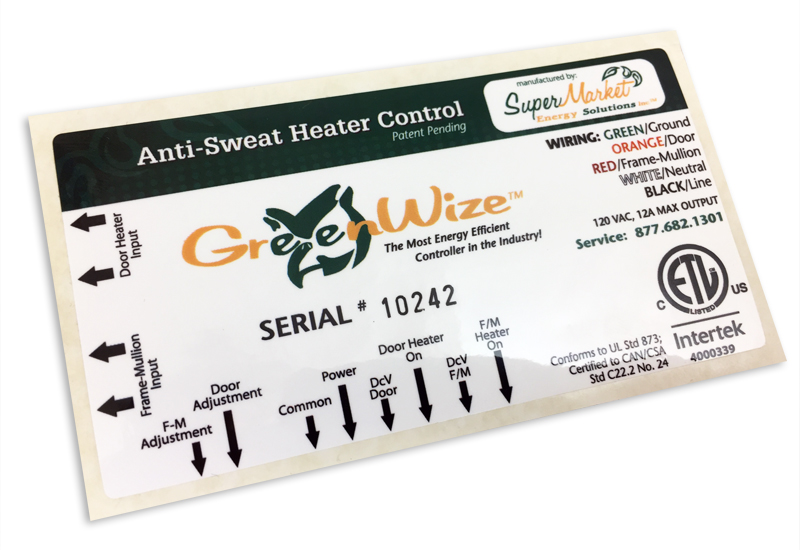 Anti-Sweat Heater Control
Patent Pending
manufactured by:
SuperMarket
Energy Solutions Inc™
WIRING: GREEN/Ground
ORANGE/Door
RED/Frame-Mullion
WHITE/Neutral
BLACK/Line
120 VAC, 12A MAX OUTPUT
Service: 877.682.1301
GreenWize™
The Most Energy Efficient
Controller in the Industry!
SERIAL # 10242
Door Heater
Input
Frame-Mullion
Input
F-M
Adjustment
Door
Adjustment
Common
Power
DcV
Door
Door Heater
On
DcV
F/M
F/M
Heater
On
ETL
LISTED
C
US
Intertek
4000339
Conforms to UL Std 873;
Certified to CAN/CSA
Std C22.2 No. 24